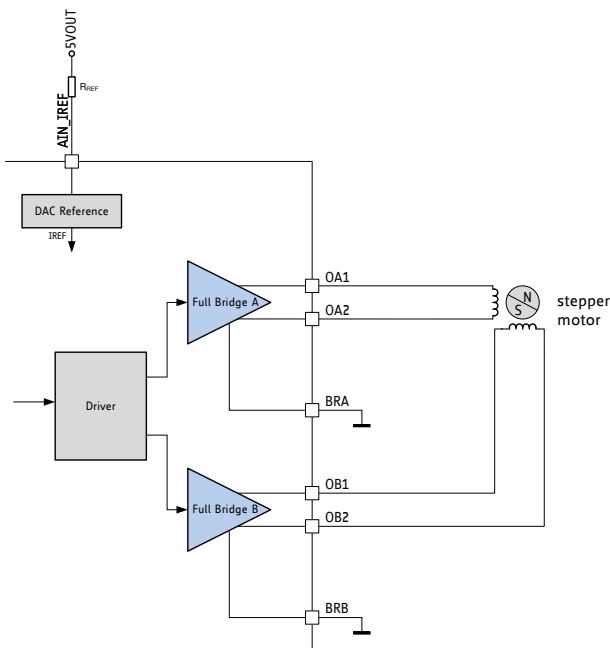 5VOUT
RREF
AIN_IREF
DAC Reference
IREF
OA1
Full Bridge A
OA2
N
S
stepper
motor
BRA
Driver
OB1
Full Bridge B
OB2
BRB